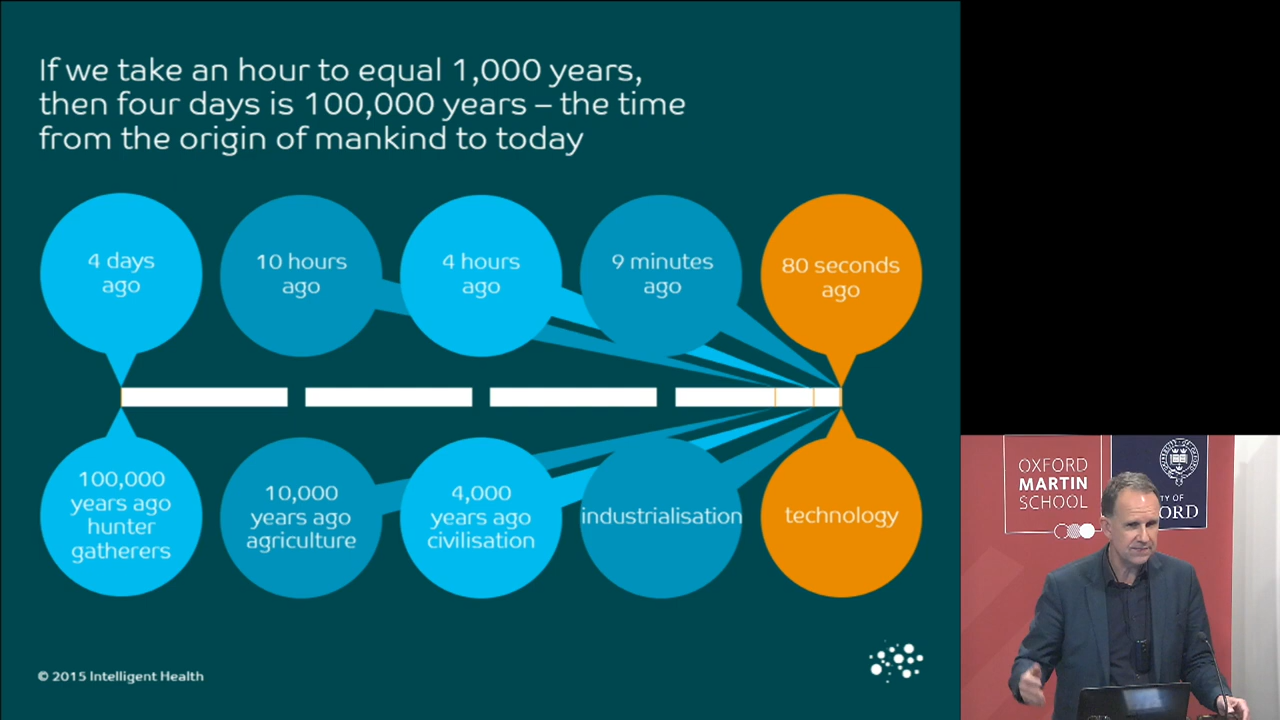 If we take an hour to equal 1,000 years,
then four days is 100,000 years – the time
from the origin of mankind to today
4 days
ago
10 hours
ago
4 hours
ago
9 minutes
ago
80 seconds
ago
100,000
years ago
hunter
gatherers
10,000
years ago
agriculture
4,000
years ago
civilisation
industrialisation
technology
© 2015 Intelligent Health
OXFORD
MARTIN
SCHOOL